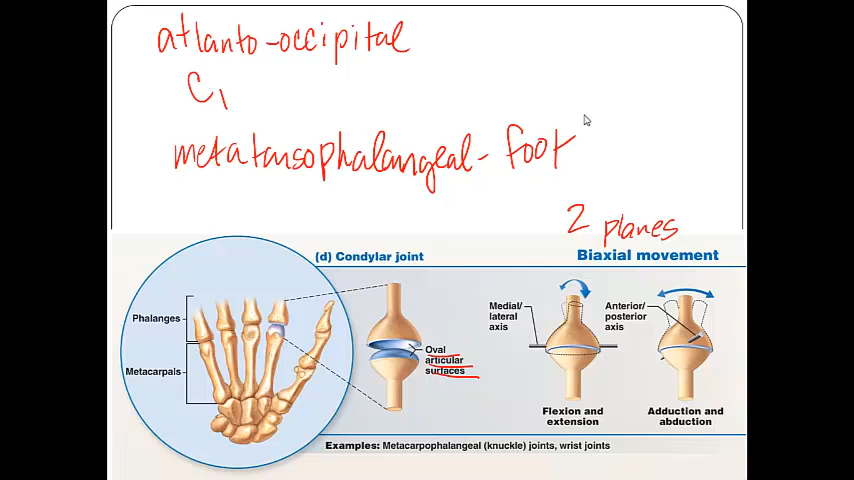 atlanto-occipital
C1
metatarsophalangeal - foot
2 planes
(d) Condylar joint
Biaxial movement
Phalanges
Metacarpals
Oval
articular
surfaces
Medial/
lateral
axis
Anterior/
posterior
axis
Flexion and
extension
Adduction and
abduction
Examples: Metacarpophalangeal (knuckle) joints, wrist joints